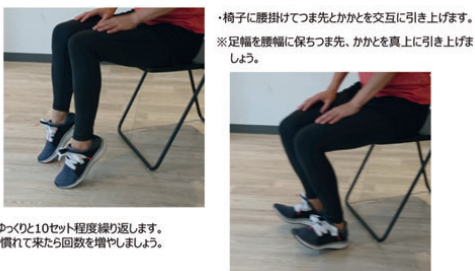 ・椅子に腰掛けてつま先とかかとを交互に引き上げます。
※足幅を腰幅に保ちつま先、かかとを真上に引き上げま
しょう。
ゆっくりと10セット程度繰り返します。
慣れて来たら回数を増やしましょう。